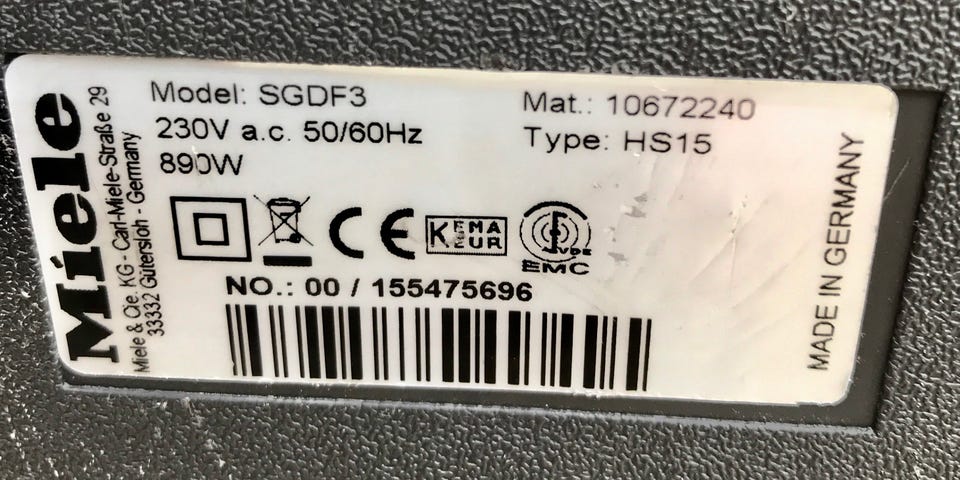 Miele
Miele & Cie. KG - Carl-Miele-Straße 29
33332 Gütersloh - Germany
Model: SGDF3
230V a.c. 50/60Hz
890W
Mat.: 10672240
Type: HS15
CE
KEMA
KEUR
EMC
NO.: 00 / 155475696
MADE IN GERMANY